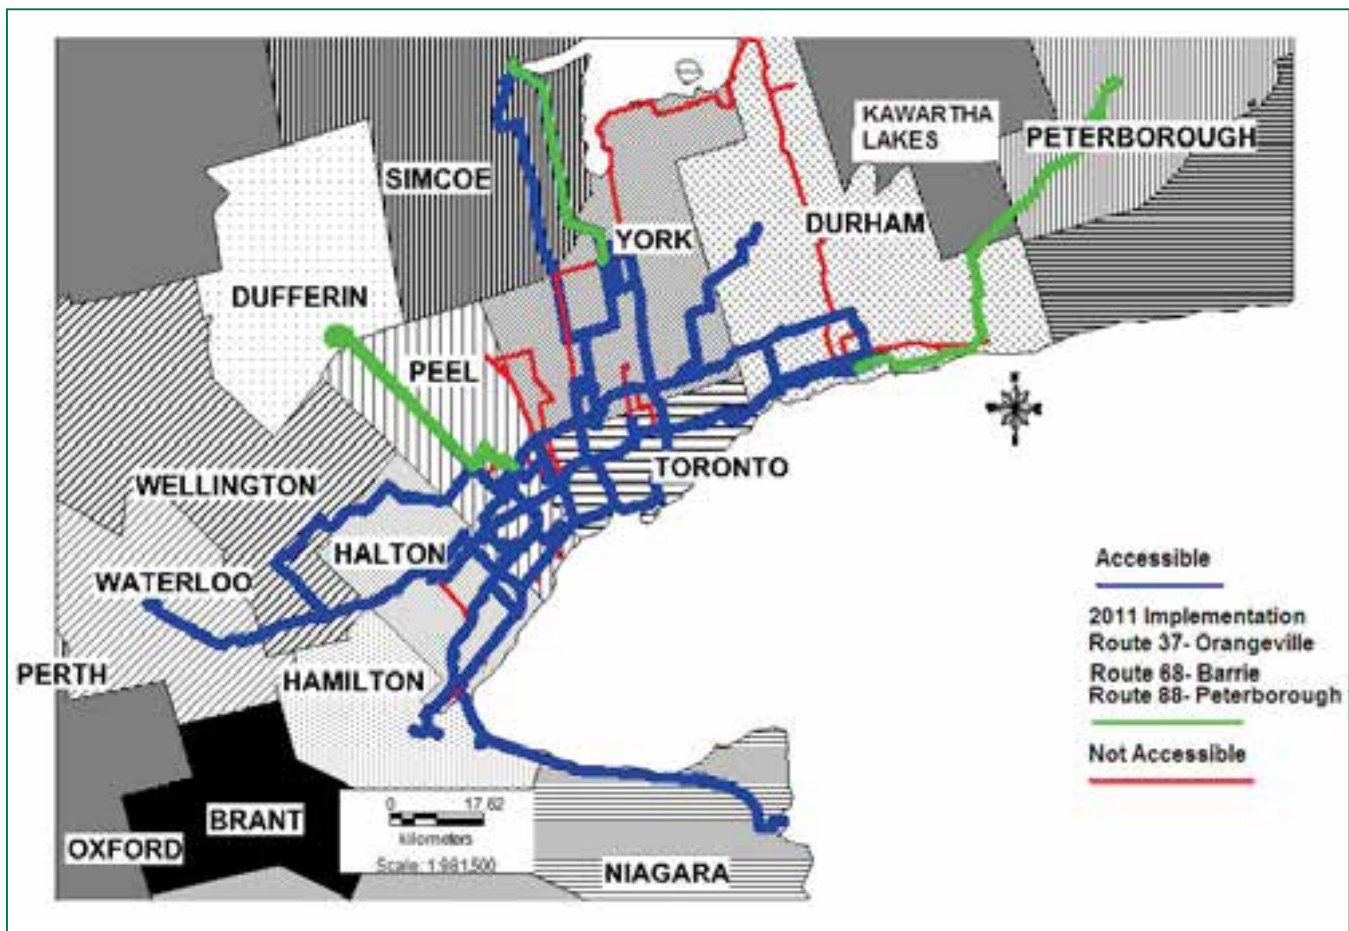 KAWARTHA
LAKES
PETERBOROUGH
SIMCOE
DURHAM
YORK
DUFFERIN
PEEL
TORONTO
WELLINGTON
HALTON
WATERLOO
PERTH
HAMILTON
BRANT
OXFORD
NIAGARA
0 17.62
kilometers
Scale: 1:981,500
Accessible
2011 Implementation
Route 37- Orangeville
Route 68- Barrie
Route 88- Peterborough
Not Accessible